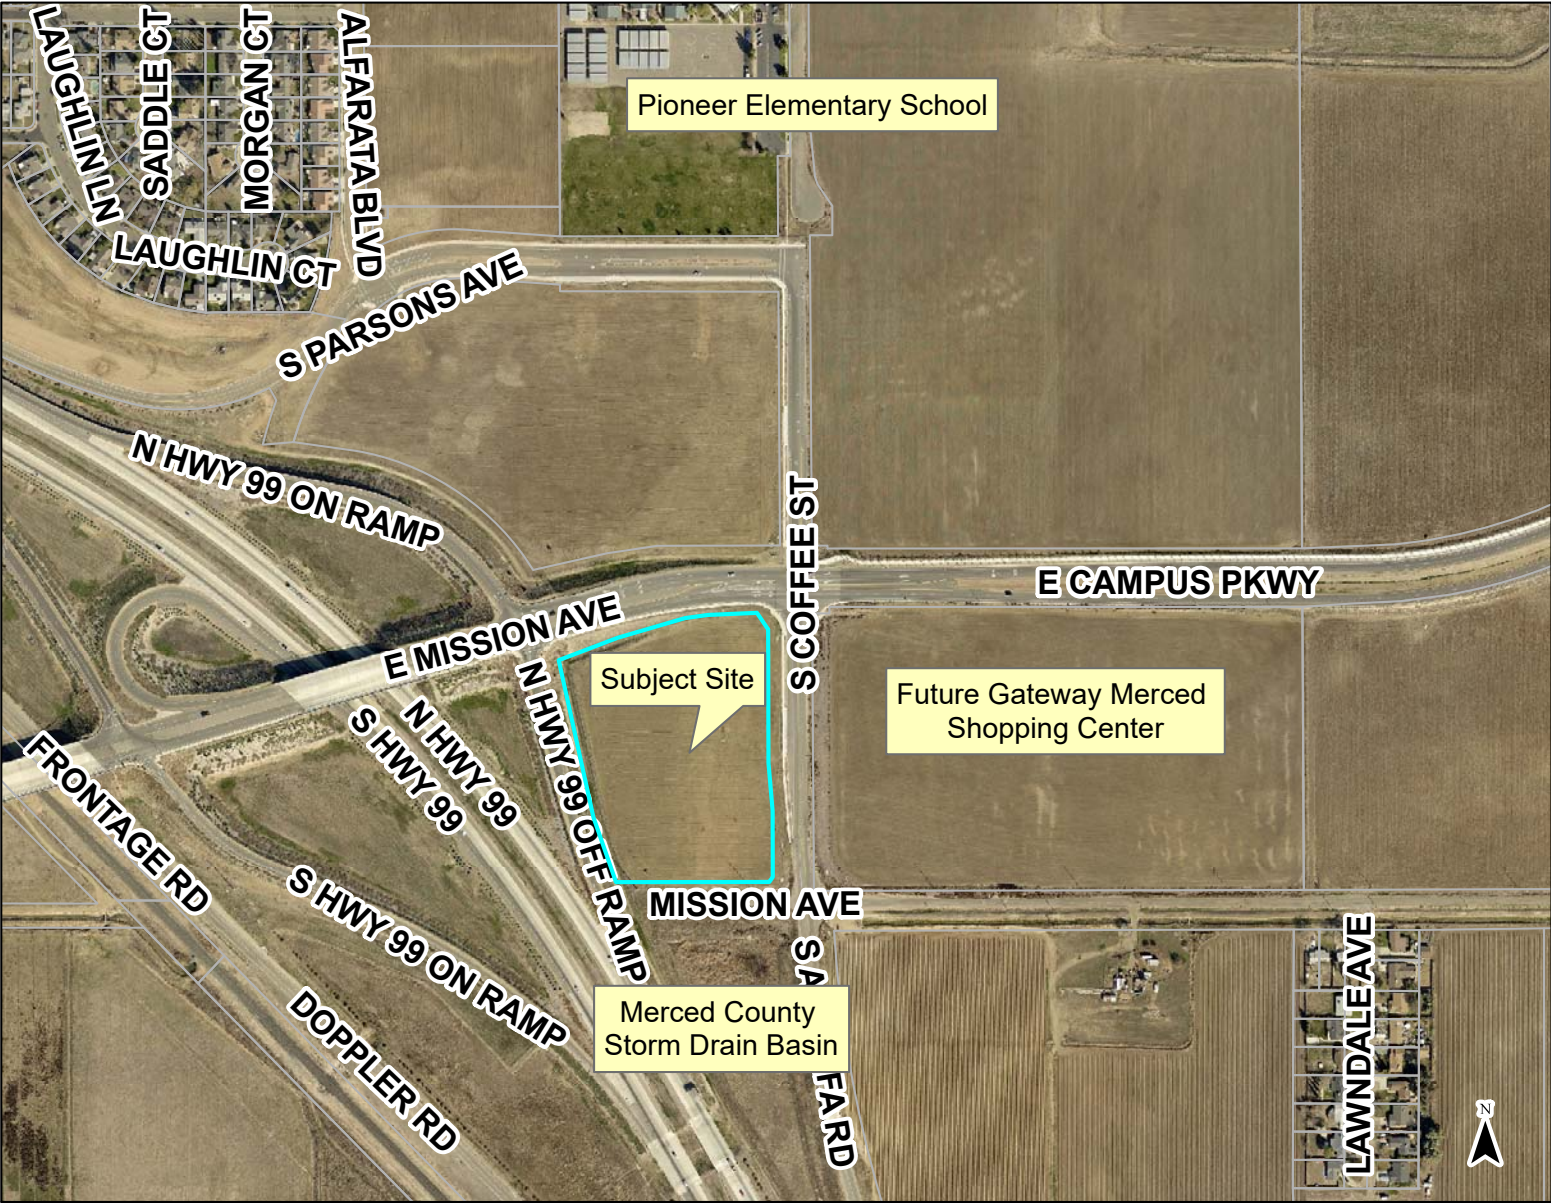 LAUGHLIN LN
SADDLE CT
MORGAN CT
ALFARATA BLVD
Pioneer Elementary School
LAUGHLIN CT
S PARSONS AVE
N HWY 99 ON RAMP
S COFFEE ST
E CAMPUS PKWY
E MISSION AVE
Subject Site
Future Gateway Merced
Shopping Center
N HWY 99 OFF RAMP
N HWY 99
S HWY 99
FRONTAGE RD
S HWY 99 ON RAMP
MISSION AVE
DOPPLER RD
Merced County
Storm Drain Basin
S A
FA RD
LAWNDALE AVE
N